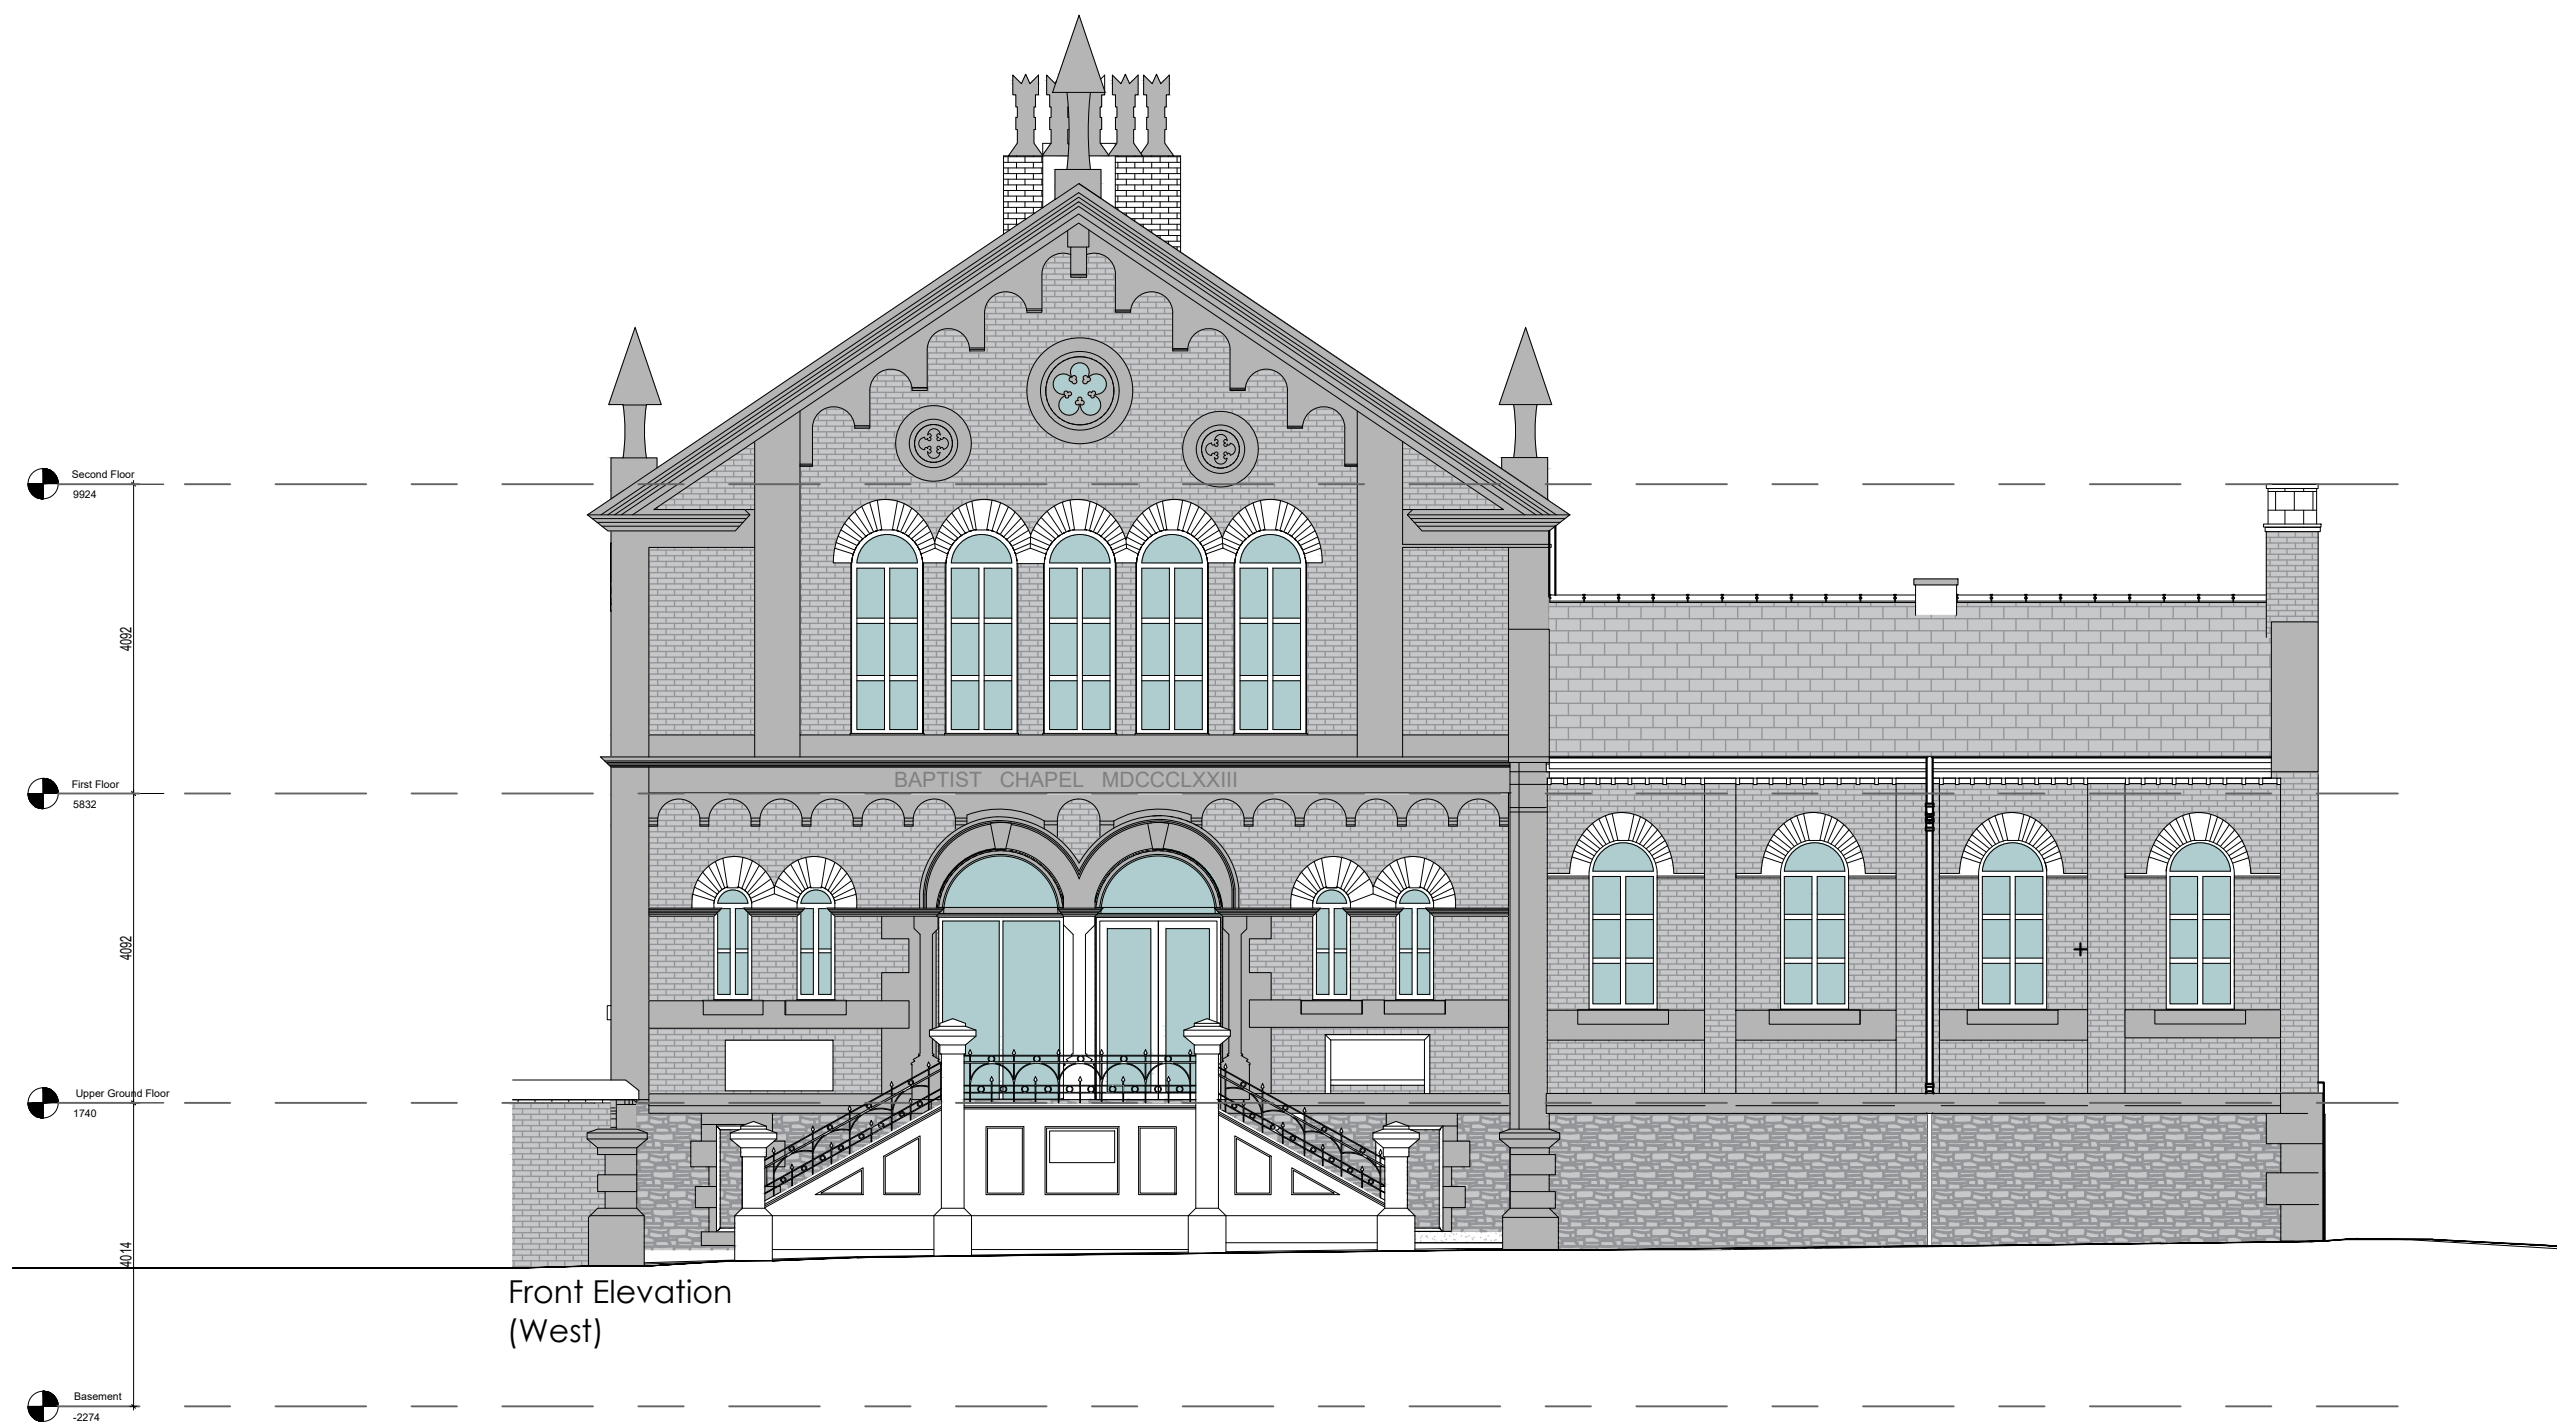 Second Floor
9924
4092
BAPTIST CHAPEL MDCCCLXXIII
First Floor
5832
4092
Upper Ground Floor
1740
4014
Front Elevation
(West)
Basement
-2274